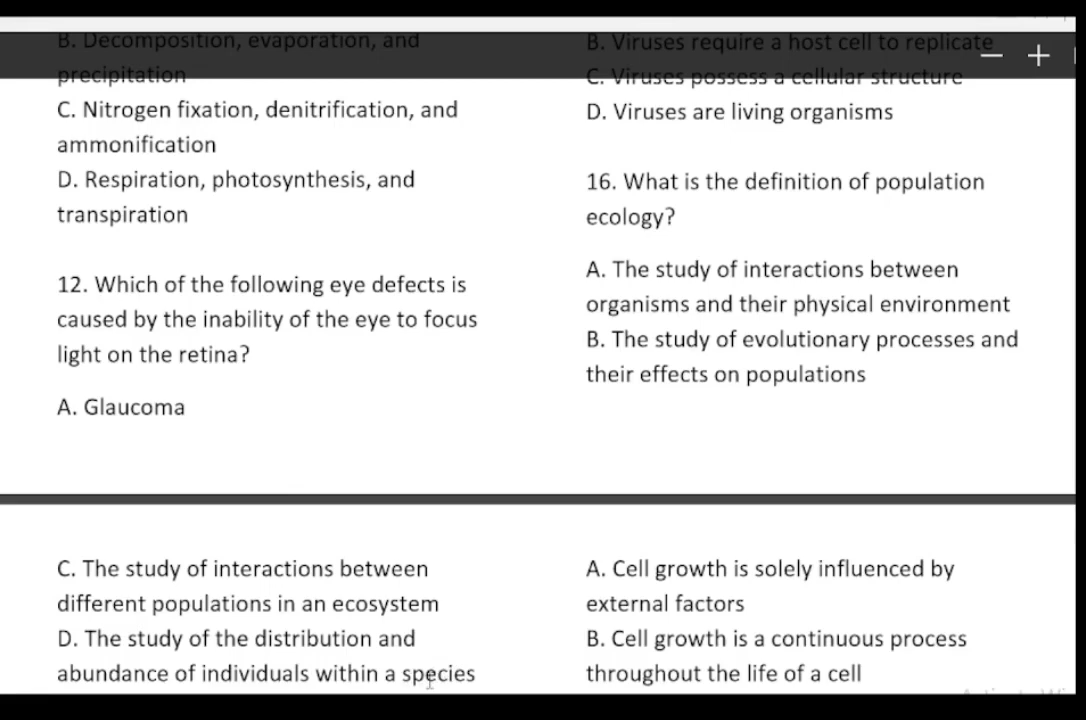 B. Decomposition, evaporation, and
precipitation
C. Nitrogen fixation, denitrification, and
ammonification
D. Respiration, photosynthesis, and
transpiration
12. Which of the following eye defects is
caused by the inability of the eye to focus
light on the retina?
A. Glaucoma
B. Viruses require a host cell to replicate
C. Viruses possess a cellular structure
D. Viruses are living organisms
16. What is the definition of population
ecology?
A. The study of interactions between
organisms and their physical environment
B. The study of evolutionary processes and
their effects on populations
C. The study of interactions between
different populations in an ecosystem
D. The study of the distribution and
abundance of individuals within a species
A. Cell growth is solely influenced by
external factors
B. Cell growth is a continuous process
throughout the life of a cell